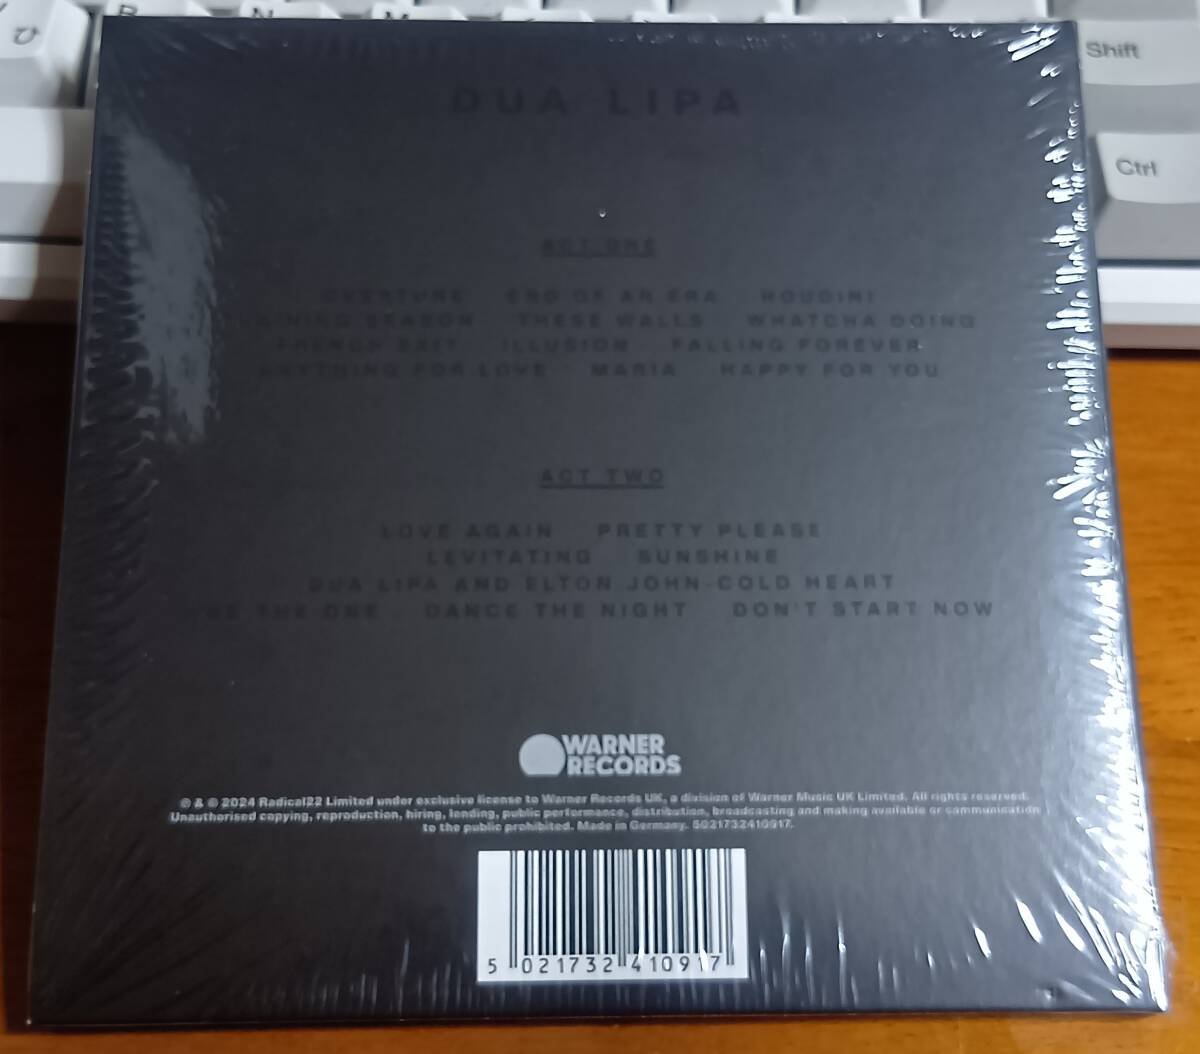 B N M
ひ
Shift
Ctrl
DUA LIPA
ACT ONE
OVERTURE END OF AN ERA HOUDINI
TRAINING SEASON THESE WALLS WHATCHA DOING
FRENCH EXIT ILLUSION FALLING FOREVER
ANYTHING FOR LOVE MARIA HAPPY FOR YOU
ACT TWO
LOVE AGAIN PRETTY PLEASE
LEVITATING SUNSHINE
DUA LIPA AND ELTON JOHN-COLD HEART
BE THE ONE DANCE THE NIGHT DON'T START NOW
WARNER
RECORDS
℗ & © 2024 Radical22 Limited under exclusive license to Warner Records UK, a division of Warner Music UK Limited. All rights reserved.
Unauthorised copying, reproduction, hiring, lending, public performance, distribution, broadcasting and making available or communication
to the public prohibited. Made in Germany. 5021732410917.
5 021732 410917